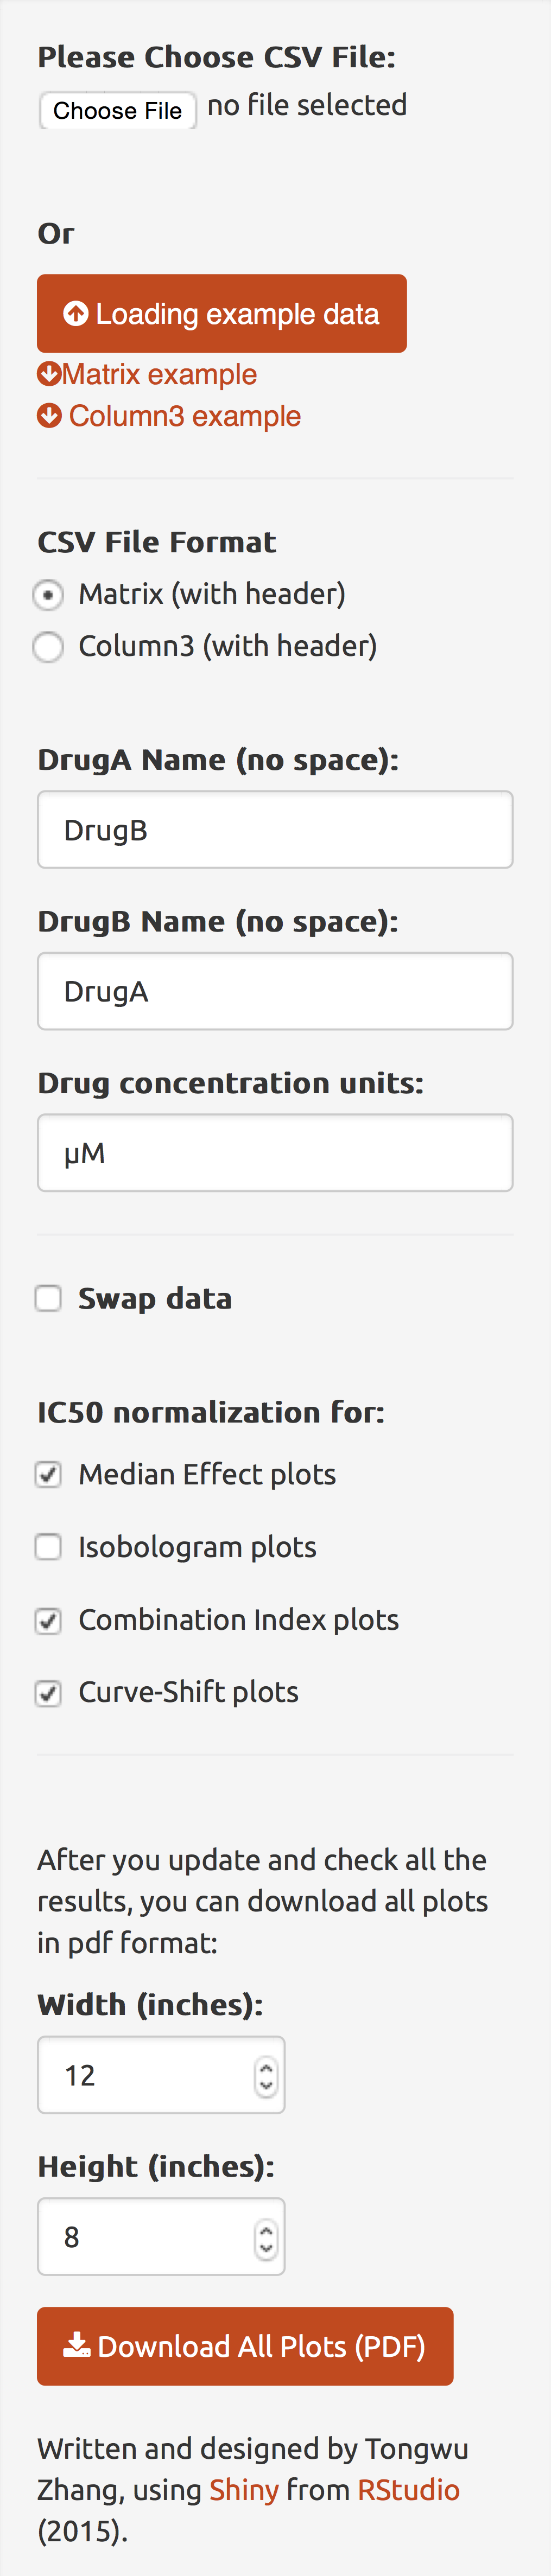 Please Choose CSV File:
Choose File no file selected
Or
Loading example data
Matrix example
Column3 example
CSV File Format
Matrix (with header)
Column3 (with header)
DrugA Name (no space):
DrugB
DrugB Name (no space):
DrugA
Drug concentration units:
µM
Swap data
IC50 normalization for:
Median Effect plots
Isobologram plots
Combination Index plots
Curve-Shift plots
After you update and check all the
results, you can download all plots
in pdf format:
Width (inches):
12
Height (inches):
8
Download All Plots (PDF)
Written and designed by Tongwu
Zhang, using Shiny from RStudio
(2015).